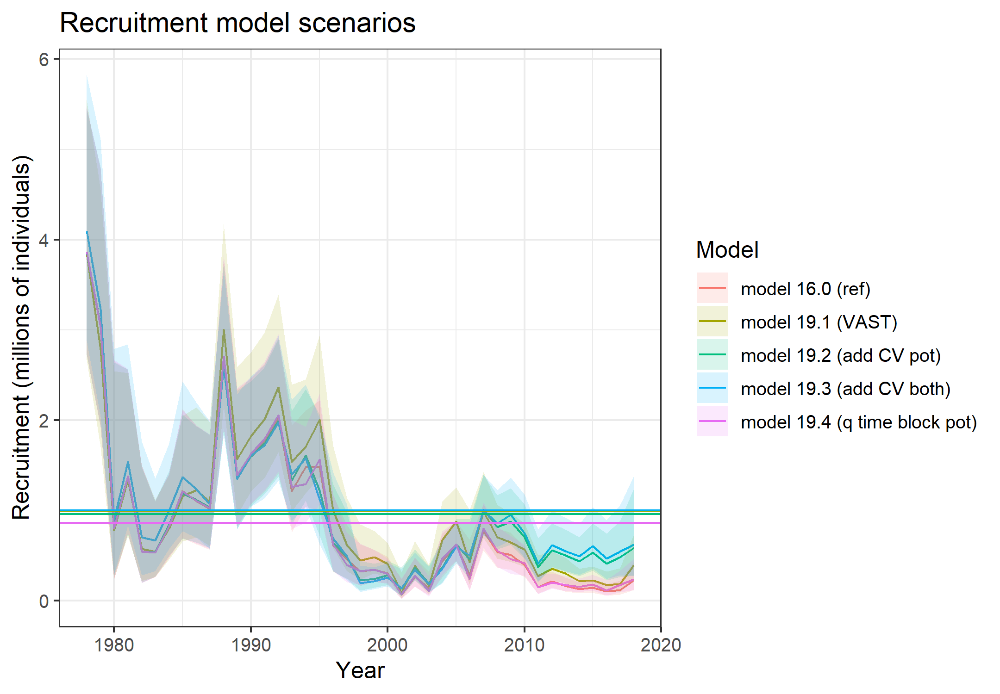 Recruitment model scenarios
Recruitment (millions of individuals)
6
4
2
0
1980
1990
2000
2010
2020
Year
Model
model 16.0 (ref)
model 19.1 (VAST)
model 19.2 (add CV pot)
model 19.3 (add CV both)
model 19.4 (q time block pot)